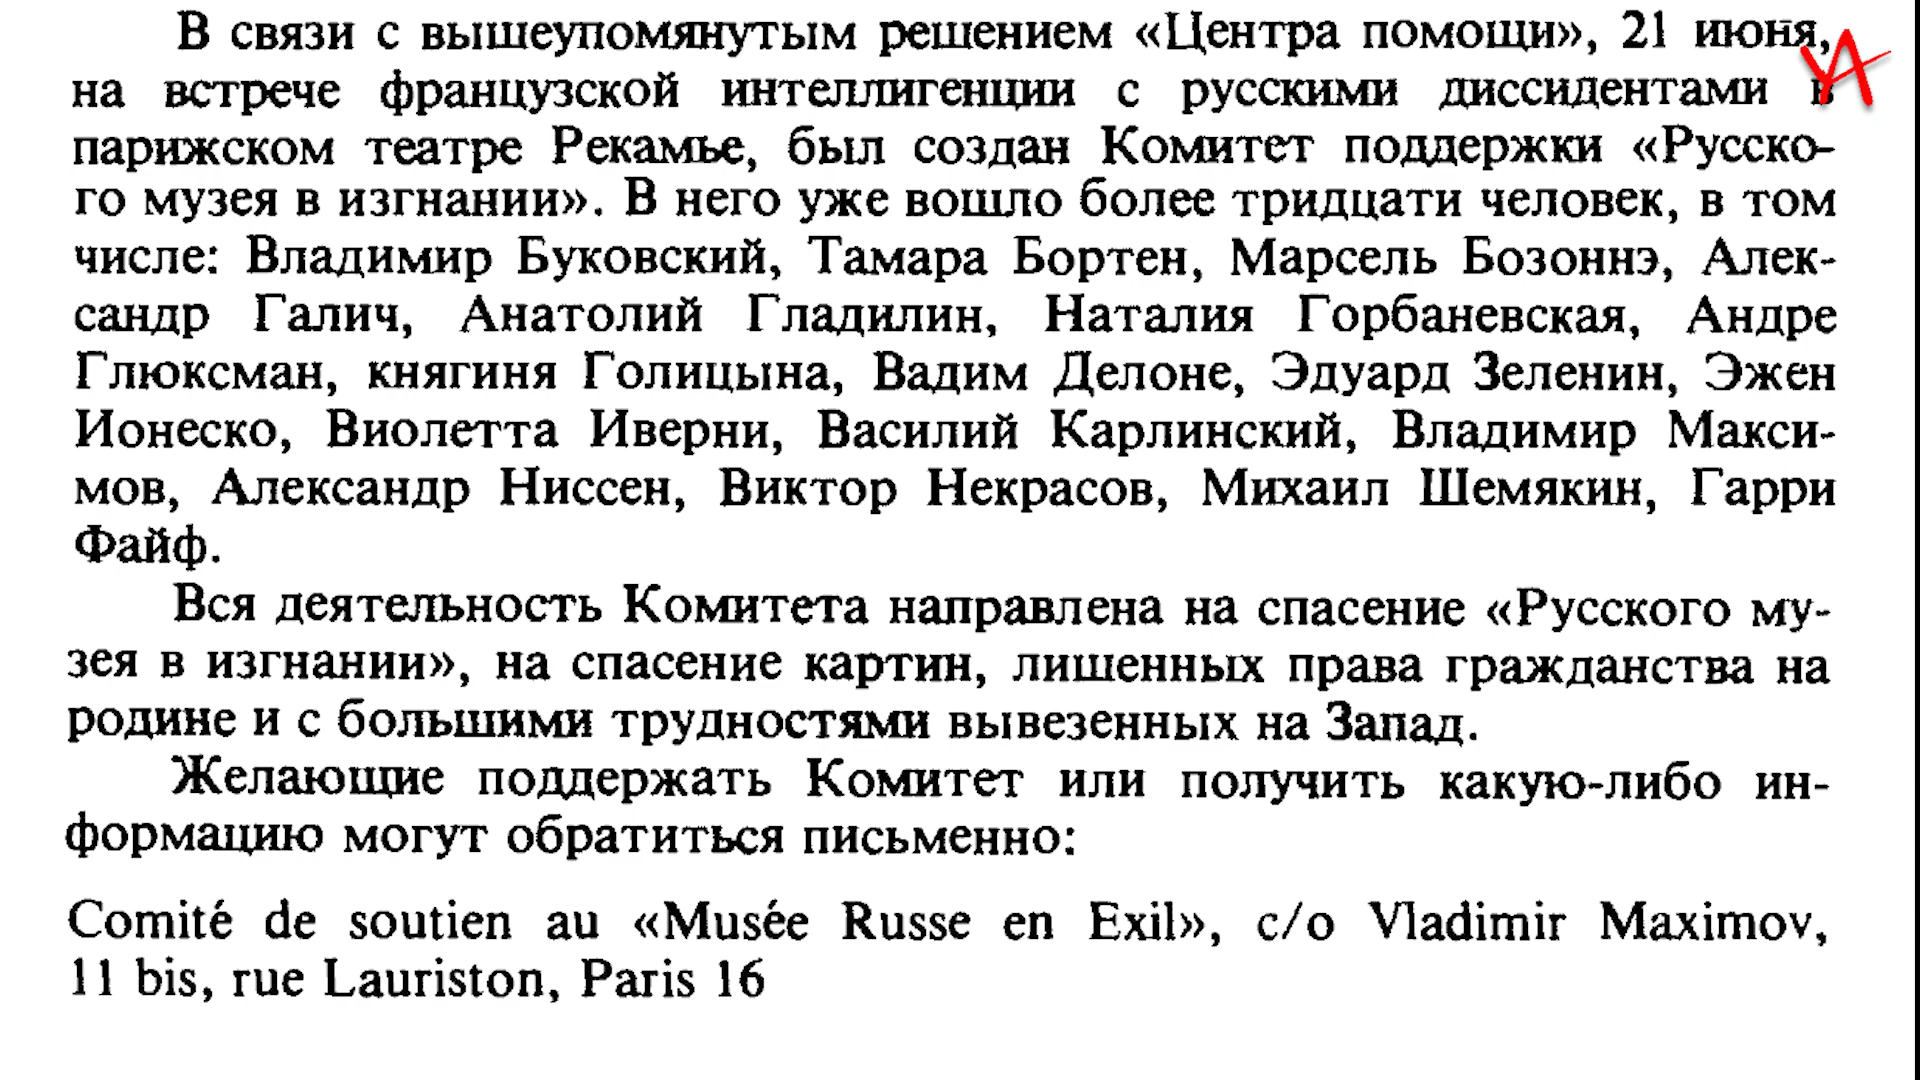 В связи с вышеупомянутым решением «Центра помощи», 21 июня,
на встрече французской интеллигенции с русскими диссидентами в
парижском театре Рекамье, был создан Комитет поддержки «Русско-
го музея в изгнании». В него уже вошло более тридцати человек, в том
числе: Владимир Буковский, Тамара Бортен, Марсель Бозоннэ, Алек-
сандр Галич, Анатолий Гладилин, Наталия Горбаневская, Андре
Глюксман, княгиня Голицына, Вадим Делоне, Эдуард Зеленин, Эжен
Ионеско, Виолетта Иверни, Василий Карлинский, Владимир Макси-
мов, Александр Ниссен, Виктор Некрасов, Михаил Шемякин, Гарри
Файф.
Вся деятельность Комитета направлена на спасение «Русского му-
зея в изгнании», на спасение картин, лишенных права гражданства на
родине и с большими трудностями вывезенных на Запад.
Желающие поддержать Комитет или получить какую-либо ин-
формацию могут обратиться письменно:
Comité de soutien au «Musée Russe en Exil», c/o Vladimir Maximov,
11 bis, rue Lauriston, Paris 16